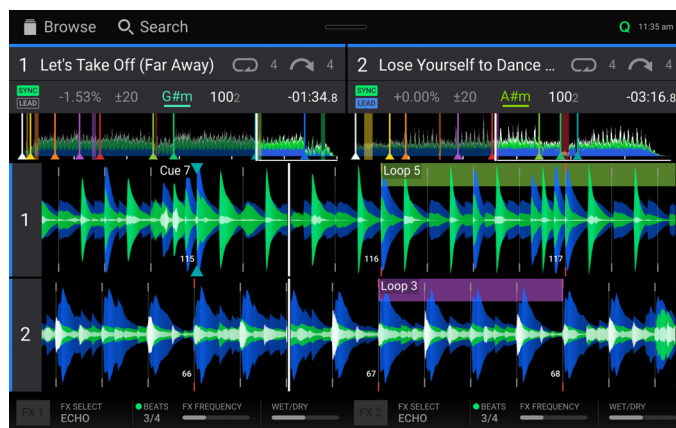 Browse Search Q 11:35 am
1 Let's Take Off (Far Away) 4 4 2 Lose Yourself to Dance ... 4 4
SYNC LEAD -1.53% ±20 G#m 1002 -01:34.8 SYNC LEAD +0.00% ±20 A#m 1002 -03:16.8
Cue 7 Loop 5
1
115 116 117
Loop 3
2
66 67 68
FX 1 FX SELECT ECHO BEATS 3/4 FX FREQUENCY WET/DRY FX 2 FX SELECT ECHO BEATS 3/4 FX FREQUENCY WET/DRY